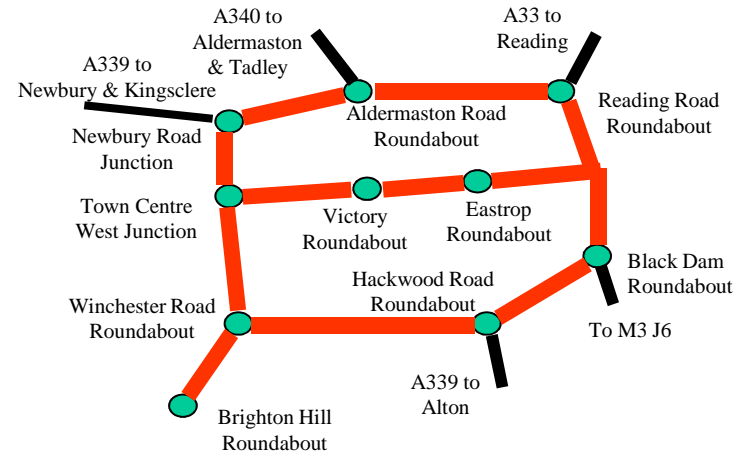 A340 to
Aldermaston
& Tadley
A33 to
Reading
A339 to
Newbury & Kingsclere
Newbury Road
Junction
Aldermaston Road
Roundabout
Reading Road
Roundabout
Town Centre
West Junction
Victory
Roundabout
Eastrop
Roundabout
Black Dam
Roundabout
Hackwood Road
Roundabout
Winchester Road
Roundabout
To M3 J6
A339 to
Alton
Brighton Hill
Roundabout